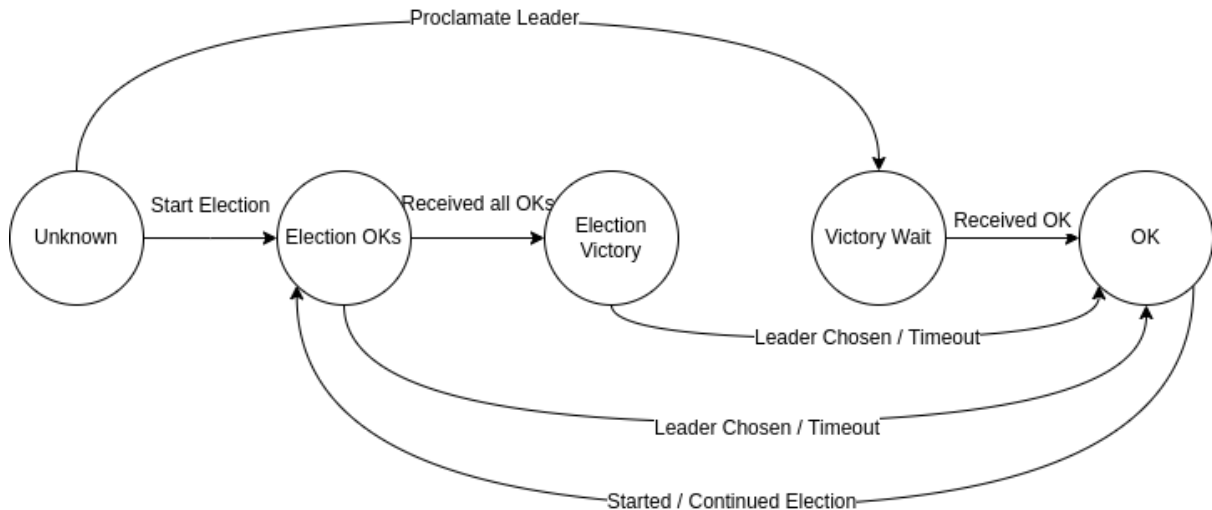 Proclamate Leader
Start Election
Received all OKs
Unknown
Election OKs
Election
Victory
Victory Wait
Received OK
OK
Leader Chosen / Timeout
Leader Chosen / Timeout
Started / Continued Election